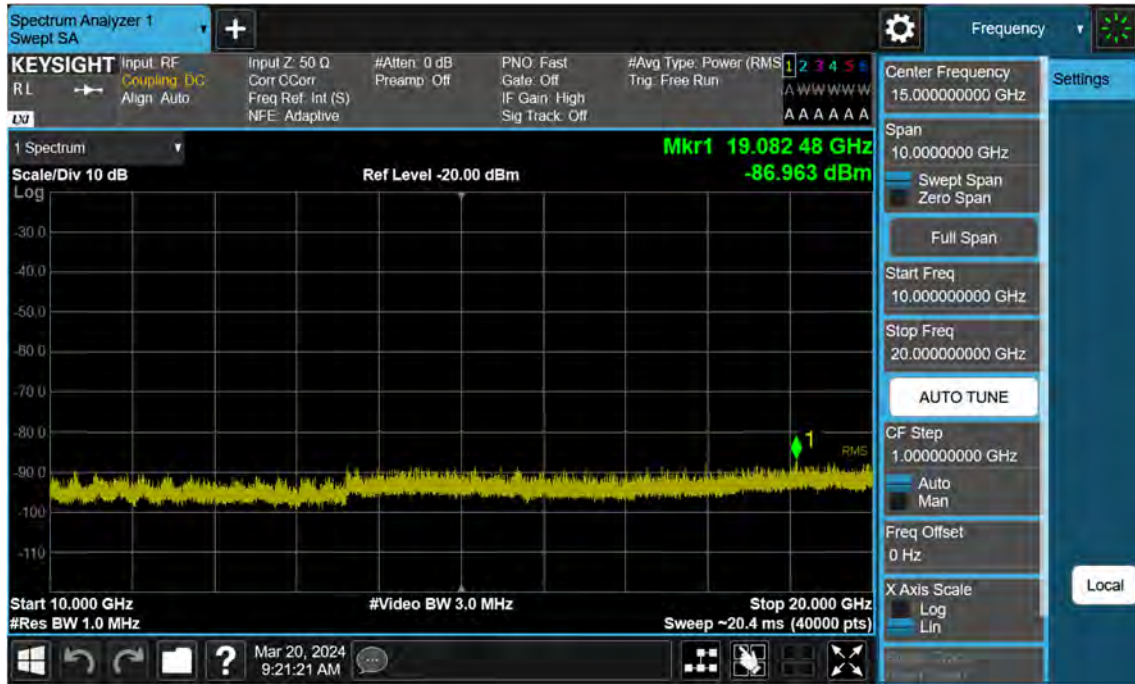 Spectrum Analyzer 1
Swept SA
+
Frequency
KEYSIGHT
RL
LXI
Input: RF
Coupling: DC
Align: Auto
Input Z: 50 Ω
Corr CCorr
Freq Ref: Int (S)
NFE: Adaptive
#Atten: 0 dB
Preamp: Off
PNO: Fast
Gate: Off
IF Gain: High
Sig Track: Off
#Avg Type: Power (RMS
Trig: Free Run
1 2 3 4 5 6
A W W W W W
A A A A A A
1 Spectrum
Scale/Div 10 dB
Ref Level -20.00 dBm
Mkr1 19.082 48 GHz
-86.963 dBm
Log
-30.0
-40.0
-50.0
-60.0
-70.0
-80.0
-90.0
-100
-110
1
RMS
Start 10.000 GHz
#Res BW 1.0 MHz
#Video BW 3.0 MHz
Stop 20.000 GHz
Sweep ~20.4 ms (40000 pts)
?
Mar 20, 2024
9:21:21 AM
Center Frequency
15.000000000 GHz
Span
10.0000000 GHz
Swept Span
Zero Span
Full Span
Start Freq
10.000000000 GHz
Stop Freq
20.000000000 GHz
AUTO TUNE
CF Step
1.000000000 GHz
Auto
Man
Freq Offset
0 Hz
X Axis Scale
Log
Lin
Settings
Local